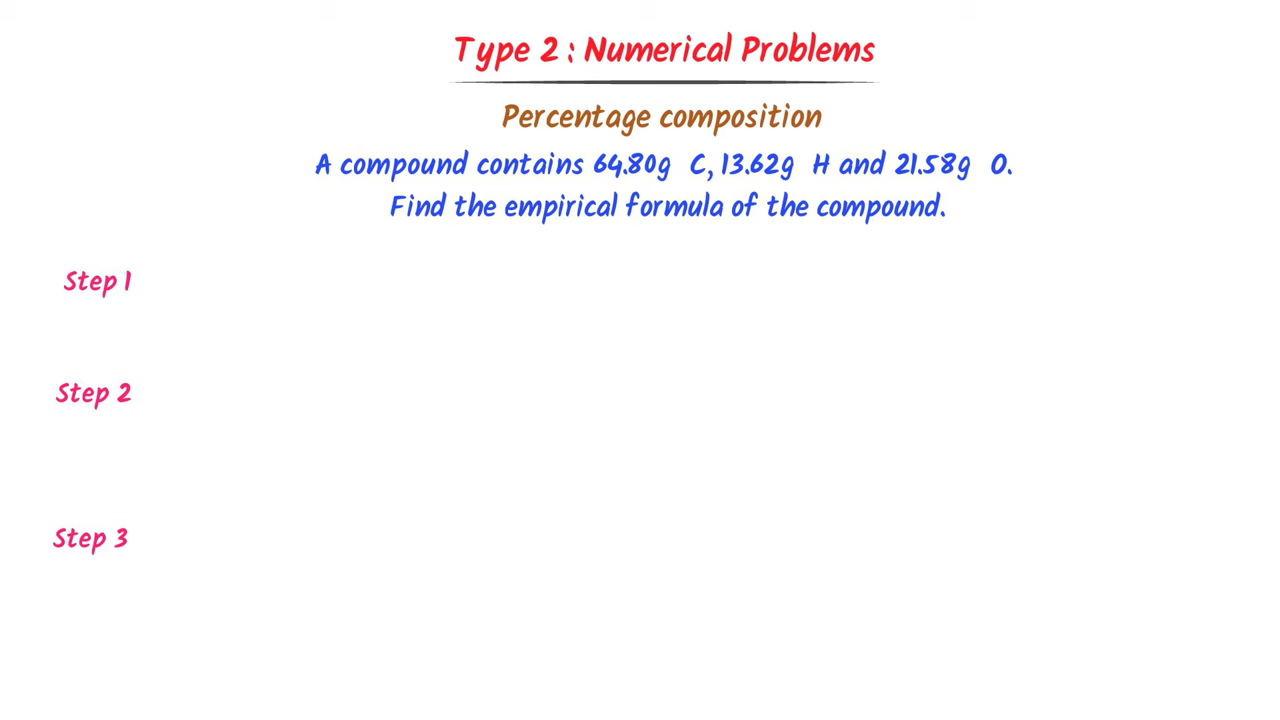 Type 2 : Numerical Problems
Percentage composition
A compound contains 64.80g C, 13.62g H and 21.58g O.
Find the empirical formula of the compound.
Step 1
Step 2
Step 3